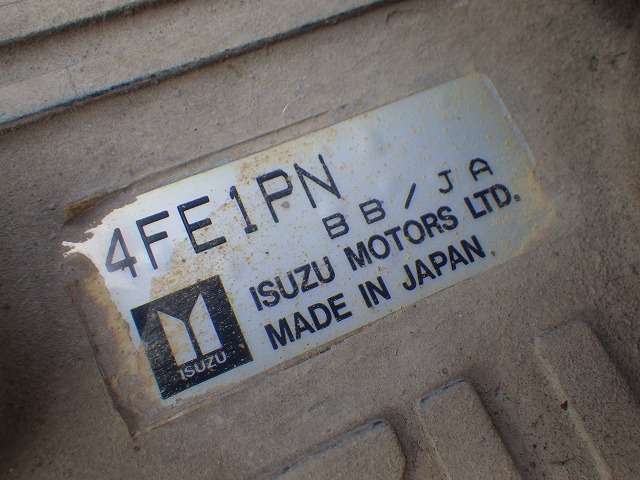 4FE1PN
BB/JA
ISUZU MOTORS LTD.
MADE IN JAPAN.
ISUZU